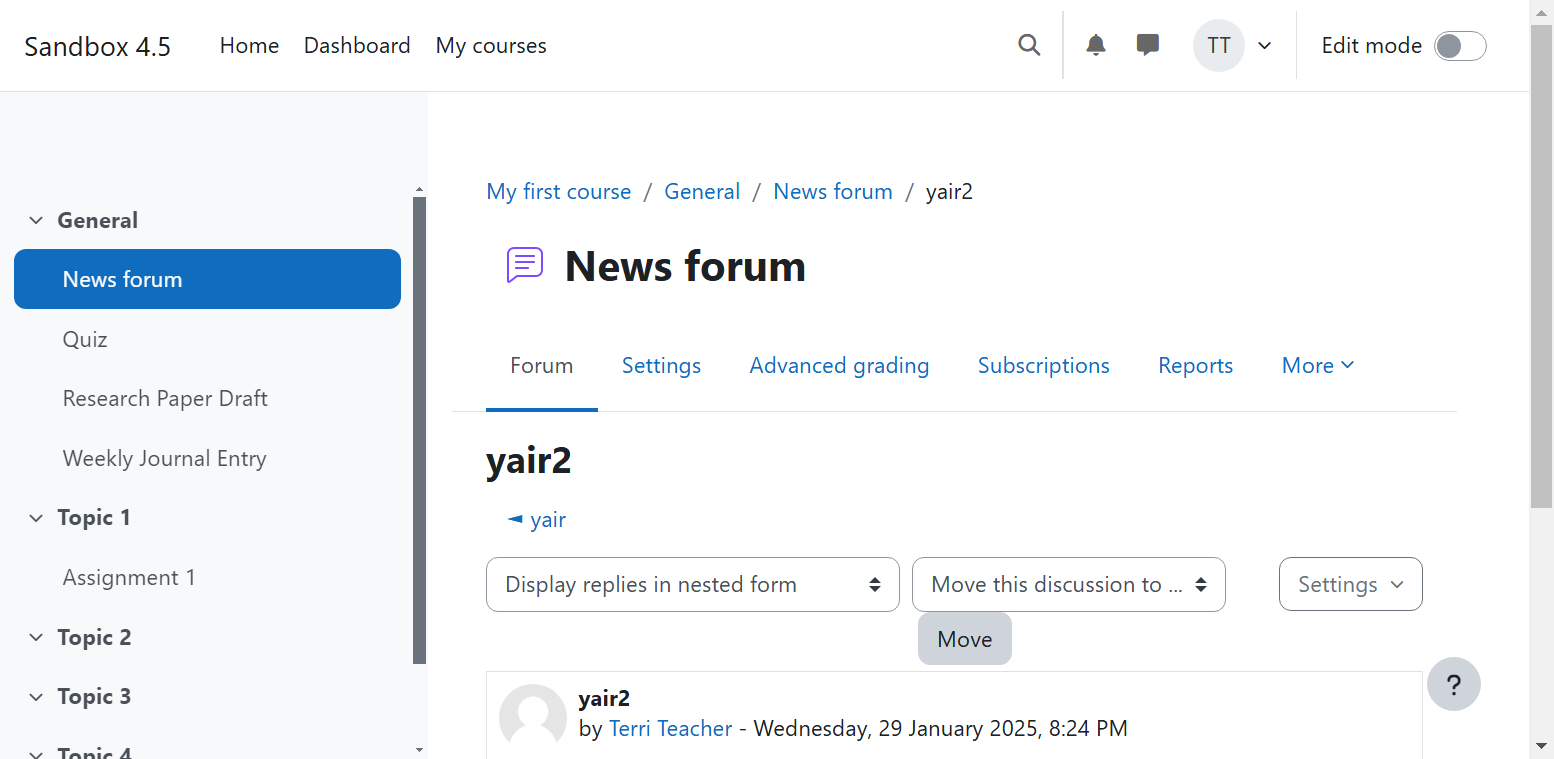 Sandbox 4.5 Home Dashboard My courses TT Edit mode
General
News forum
Quiz
Research Paper Draft
Weekly Journal Entry
Topic 1
Assignment 1
Topic 2
Topic 3
Topic 4
My first course / General / News forum / yair2
News forum
Forum Settings Advanced grading Subscriptions Reports More
yair2
◄ yair
Display replies in nested form Move this discussion to ... Settings
Move
?
yair2
by Terri Teacher - Wednesday, 29 January 2025, 8:24 PM